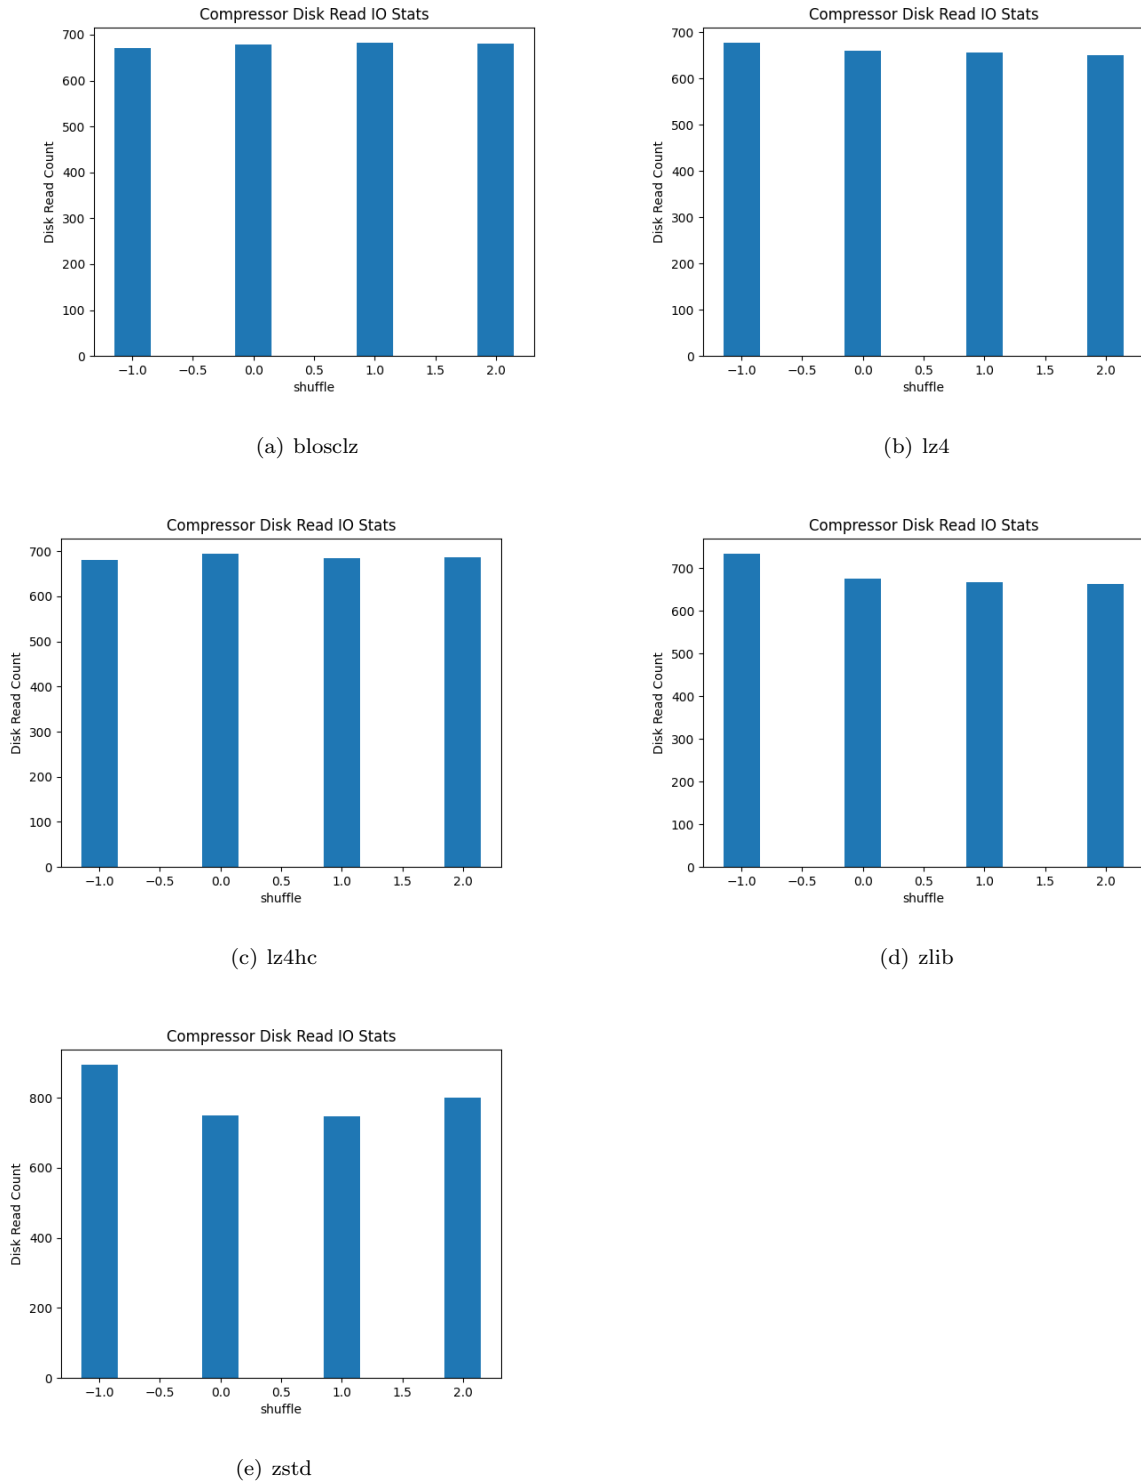 Compressor Disk Read IO Stats
700
600
500
400
300
200
100
0
Disk Read Count
−1.0 −0.5 0.0 0.5 1.0 1.5 2.0
shuffle
(a) blosclz
Compressor Disk Read IO Stats
700
600
500
400
300
200
100
0
Disk Read Count
−1.0 −0.5 0.0 0.5 1.0 1.5 2.0
shuffle
(b) lz4
Compressor Disk Read IO Stats
700
600
500
400
300
200
100
0
Disk Read Count
−1.0 −0.5 0.0 0.5 1.0 1.5 2.0
shuffle
(c) lz4hc
Compressor Disk Read IO Stats
700
600
500
400
300
200
100
0
Disk Read Count
−1.0 −0.5 0.0 0.5 1.0 1.5 2.0
shuffle
(d) zlib
Compressor Disk Read IO Stats
800
600
400
200
0
Disk Read Count
−1.0 −0.5 0.0 0.5 1.0 1.5 2.0
shuffle
(e) zstd